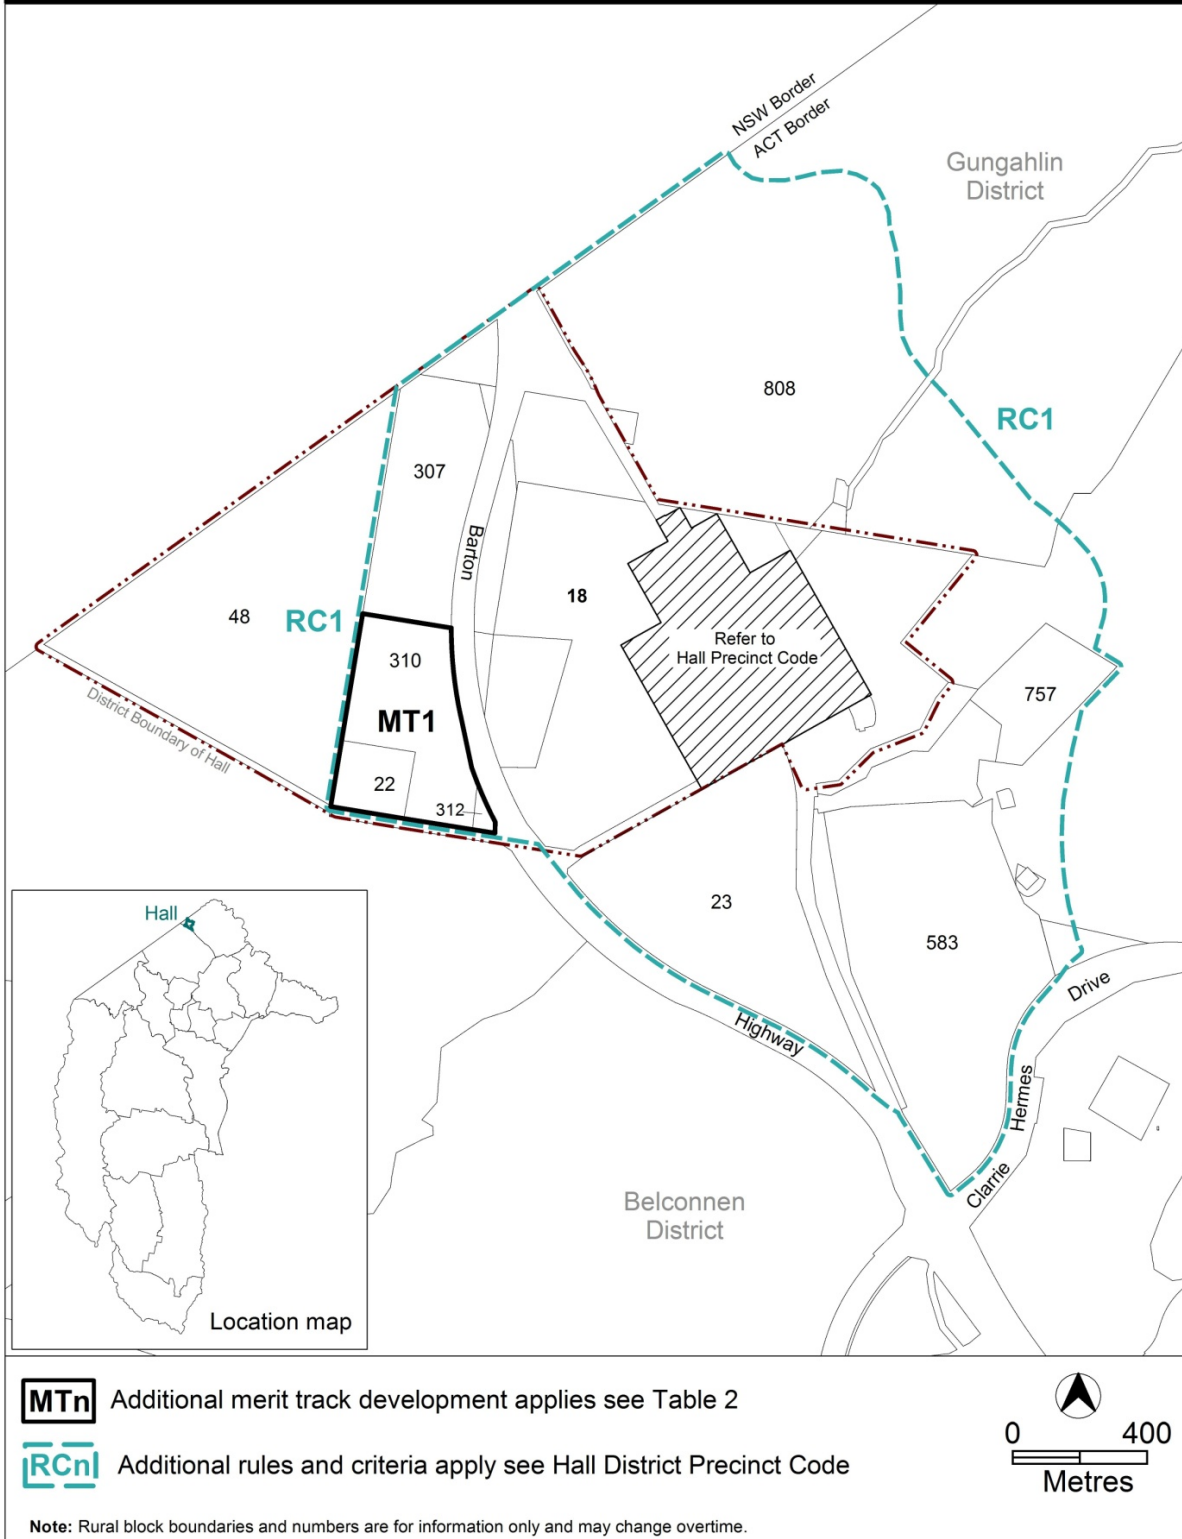 NSW Border
ACT Border
Gungahlin
District
808
RC1
307
Barton
48
RC1
18
Refer to
Hall Precinct Code
310
757
MT1
District Boundary of Hall
22
312
23
583
Hall
Drive
Highway
Hermes
Clarrie
Belconnen
District
Location map
MTn Additional merit track development applies see Table 2
0 400
RCn Additional rules and criteria apply see Hall District Precinct Code
Metres
Note: Rural block boundaries and numbers are for information only and may change overtime.